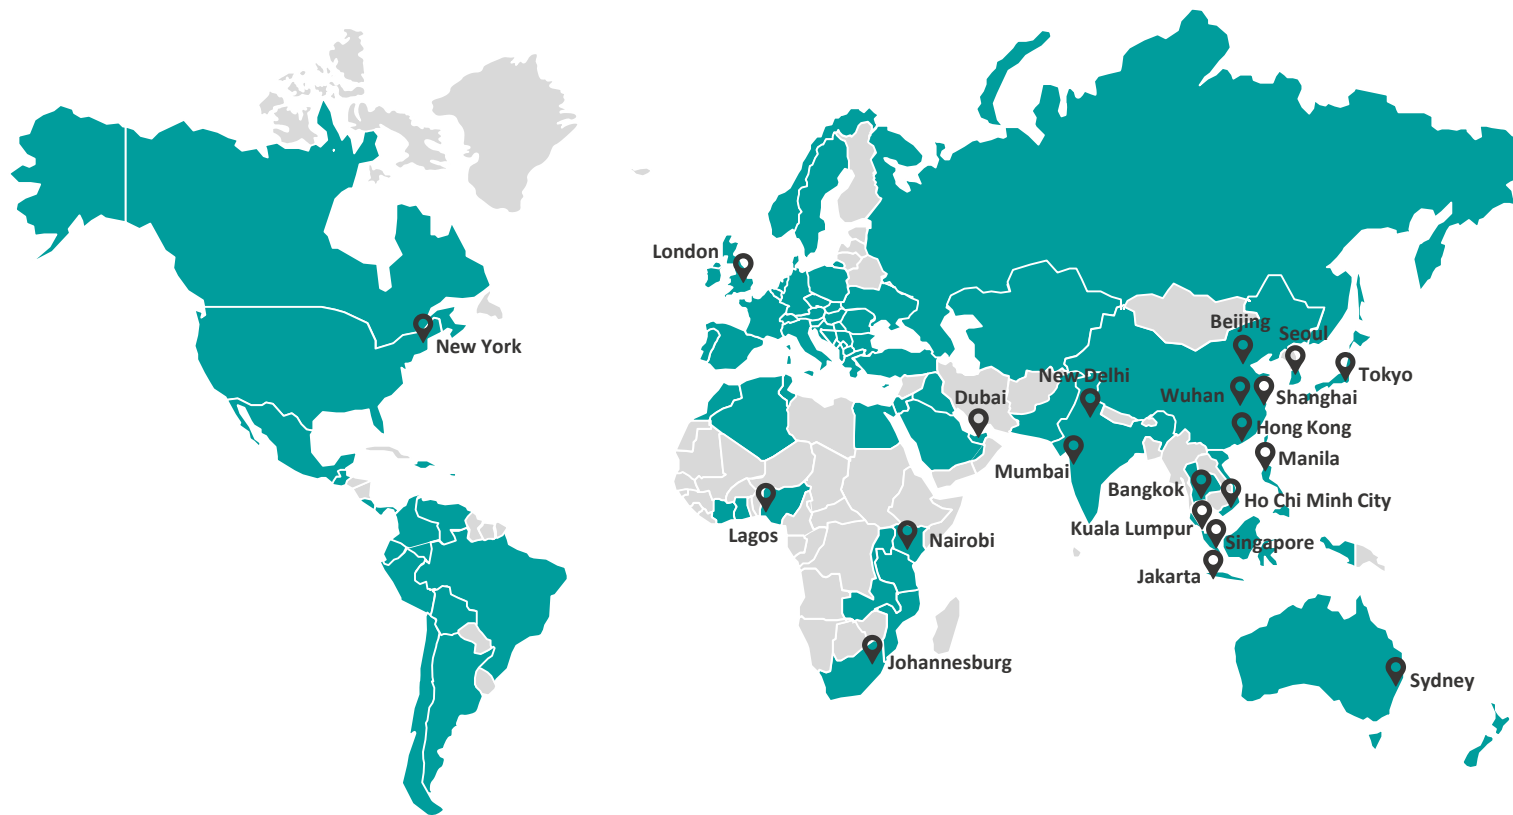 London
New York
Beijing
Seoul
Tokyo
New Delhi
Wuhan
Shanghai
Dubai
Hong Kong
Mumbai
Manila
Bangkok
Ho Chi Minh City
Lagos
Nairobi
Kuala Lumpur
Singapore
Jakarta
Johannesburg
Sydney